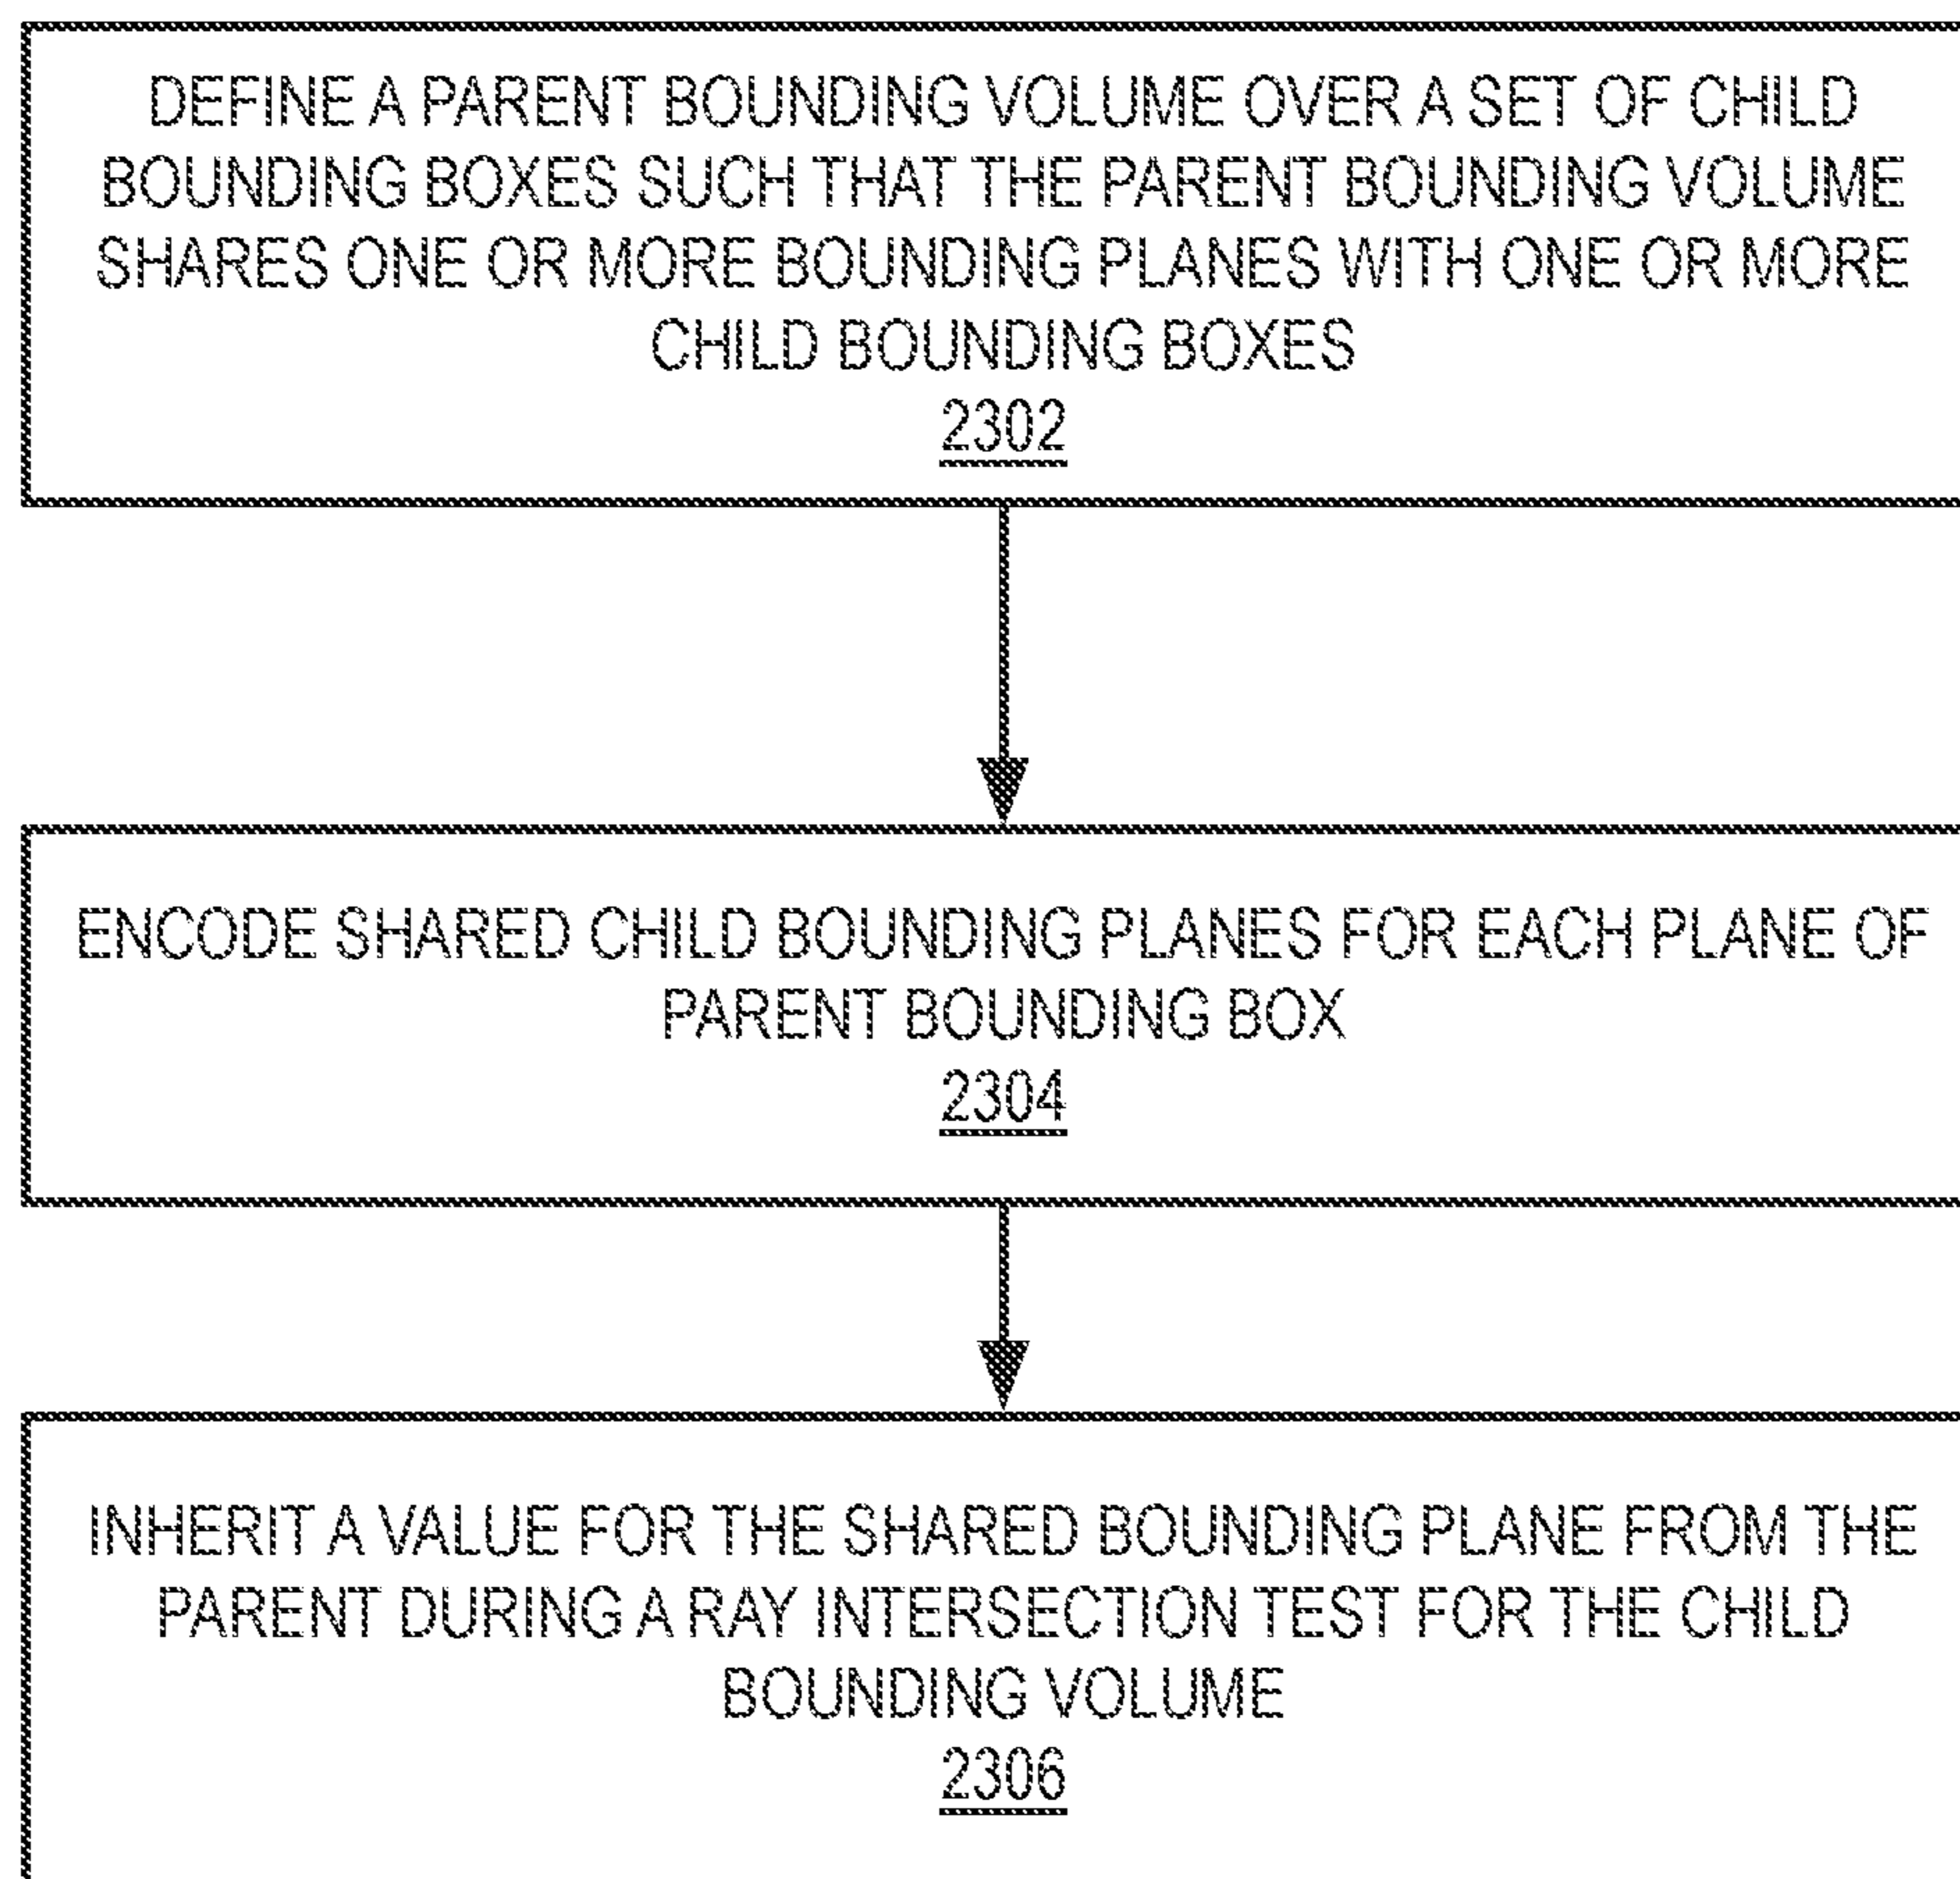 DEFINE A PARENT BOUNDING VOLUME OVER A SET OF CHILD
BOUNDING BOXES SUCH THAT THE PARENT BOUNDING VOLUME
SHARES ONE OR MORE BOUNDING PLANES WITH ONE OR MORE
CHILD BOUNDING BOXES
2302
ENCODE SHARED CHILD BOUNDING PLANES FOR EACH PLANE OF
PARENT BOUNDING BOX
2304
INHERIT A VALUE FOR THE SHARED BOUNDING PLANE FROM THE
PARENT DURING A RAY INTERSECTION TEST FOR THE CHILD
BOUNDING VOLUME
2306